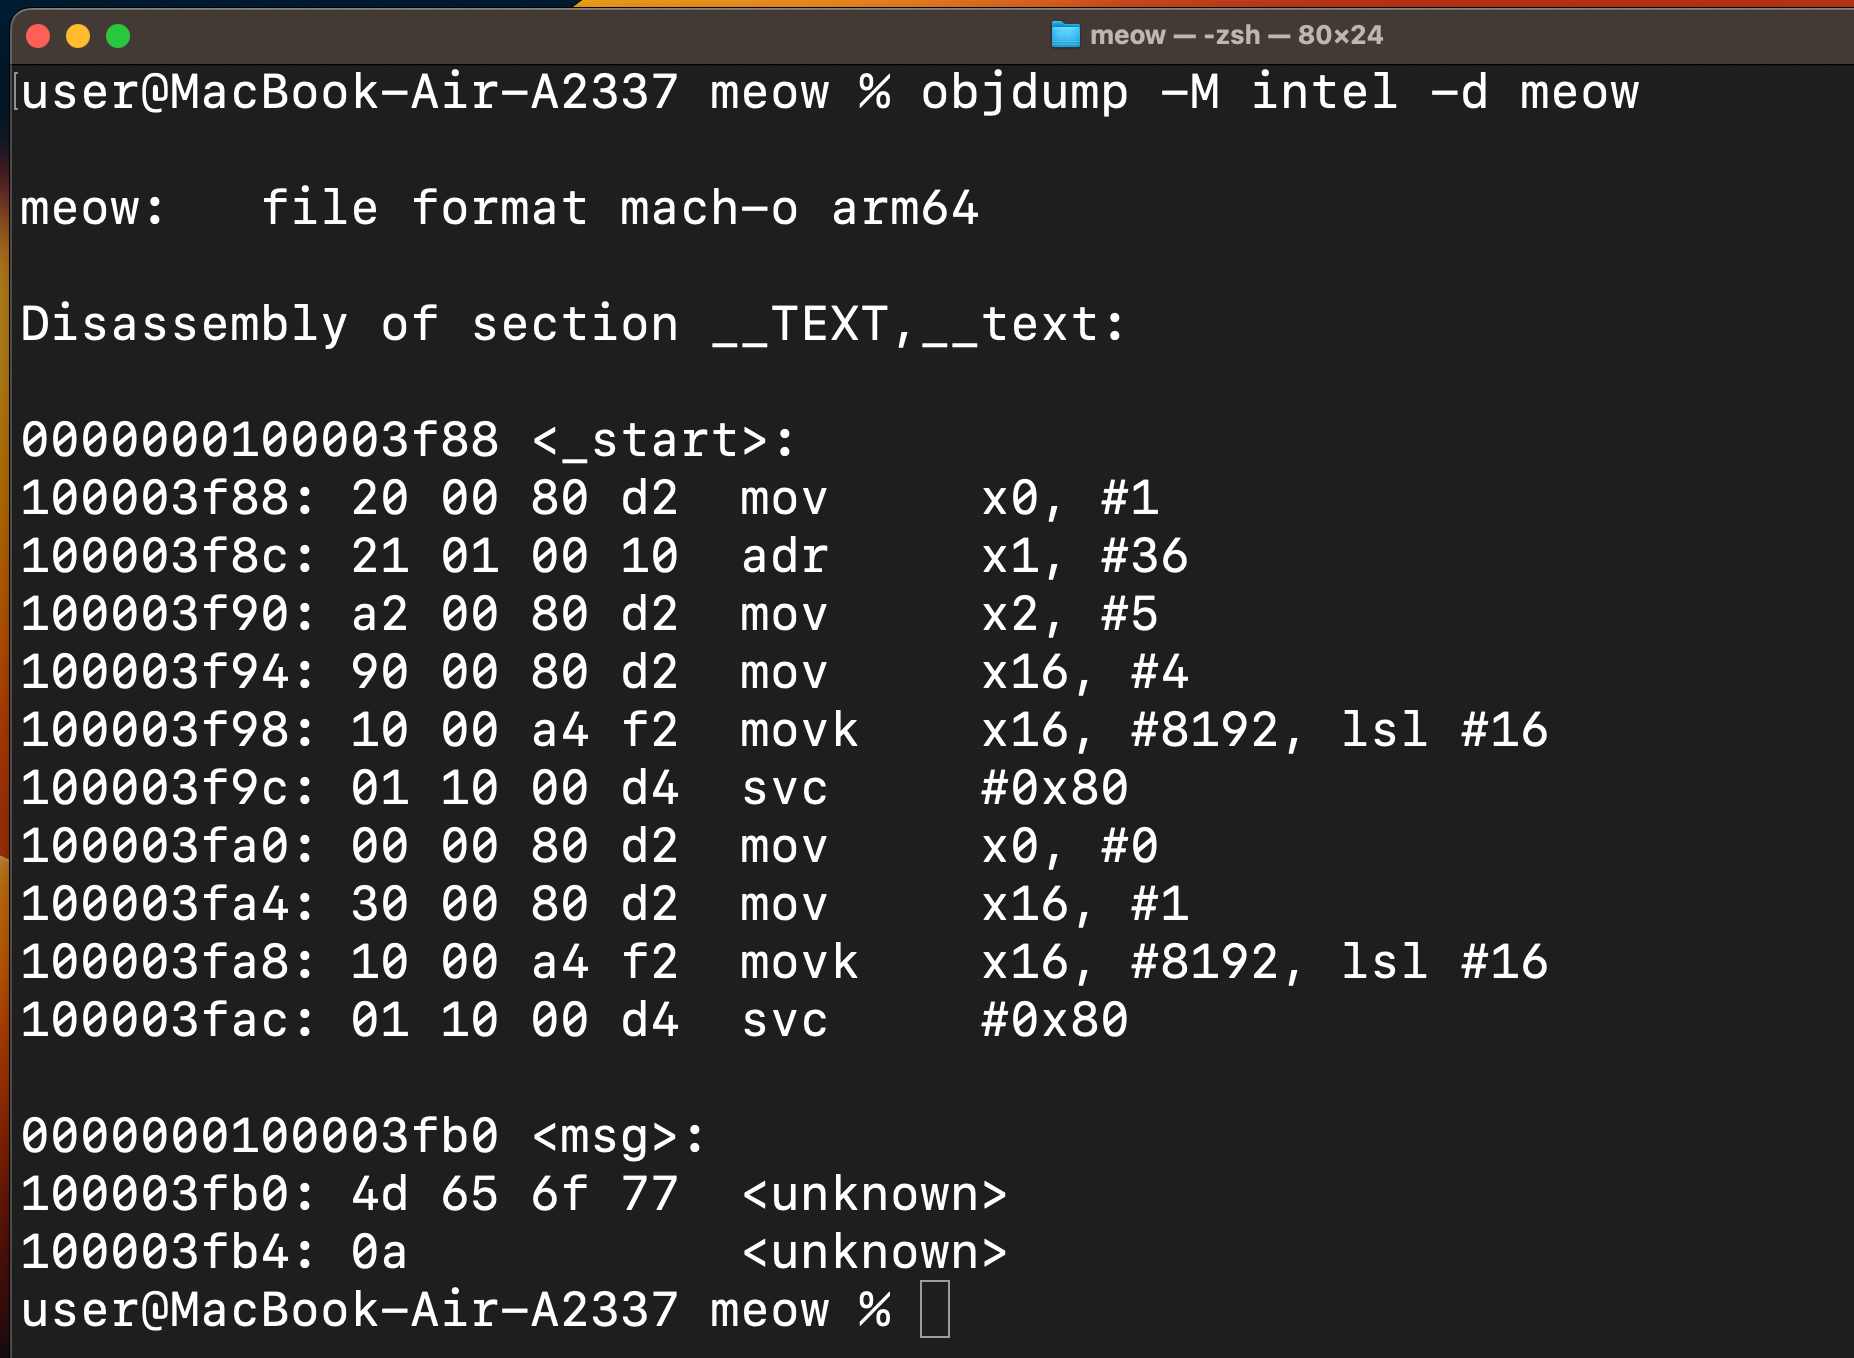 meow — -zsh — 80×24
user@MacBook-Air-A2337 meow % objdump -M intel -d meow
meow:   file format mach-o arm64
Disassembly of section __TEXT,__text:
0000000100003f88 <_start>:
100003f88: 20 00 80 d2  mov     x0, #1
100003f8c: 21 01 00 10  adr     x1, #36
100003f90: a2 00 80 d2  mov     x2, #5
100003f94: 90 00 80 d2  mov     x16, #4
100003f98: 10 00 a4 f2  movk    x16, #8192, lsl #16
100003f9c: 01 10 00 d4  svc     #0x80
100003fa0: 00 00 80 d2  mov     x0, #0
100003fa4: 30 00 80 d2  mov     x16, #1
100003fa8: 10 00 a4 f2  movk    x16, #8192, lsl #16
100003fac: 01 10 00 d4  svc     #0x80
0000000100003fb0 <msg>:
100003fb0: 4d 65 6f 77  <unknown>
100003fb4: 0a           <unknown>
user@MacBook-Air-A2337 meow %